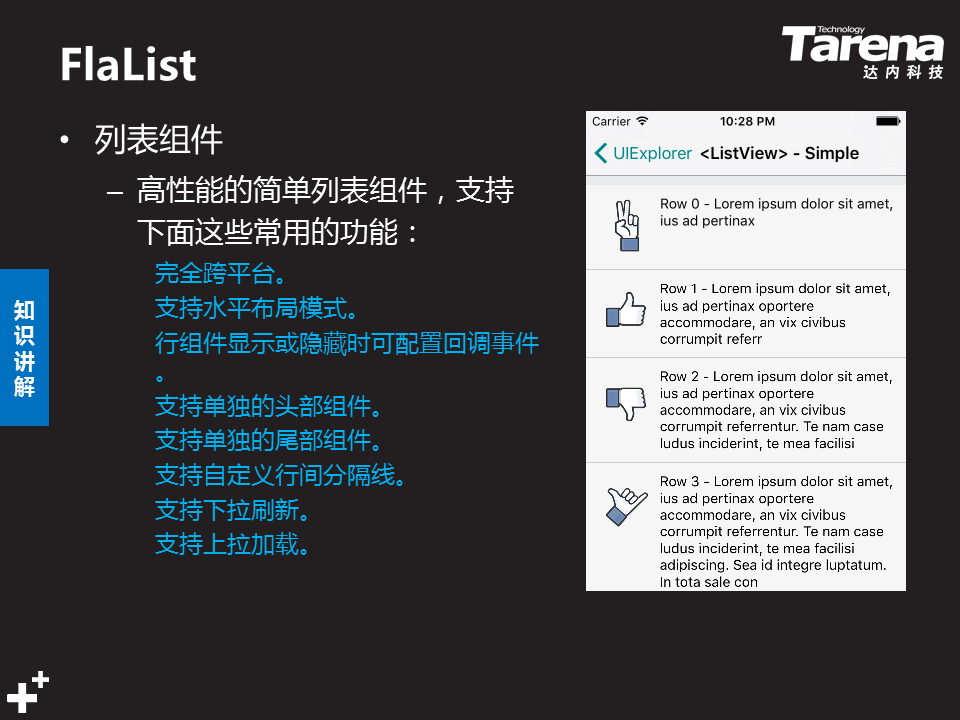 FlaList
Technology
Tarena
达内科技
• 列表组件
– 高性能的简单列表组件，支持
下面这些常用的功能：
完全跨平台。
支持水平布局模式。
行组件显示或隐藏时可配置回调事件
。
支持单独的头部组件。
支持单独的尾部组件。
支持自定义行间分隔线。
支持下拉刷新。
支持上拉加载。
知
识
讲
解
Carrier 10:28 PM
UIExplorer <ListView> - Simple
Row 0 - Lorem ipsum dolor sit amet,
ius ad pertinax
Row 1 - Lorem ipsum dolor sit amet,
ius ad pertinax oportere
accommodare, an vix civibus
corrumpit referr
Row 2 - Lorem ipsum dolor sit amet,
ius ad pertinax oportere
accommodare, an vix civibus
corrumpit referrentur. Te nam case
ludus inciderint, te mea facilisi
Row 3 - Lorem ipsum dolor sit amet,
ius ad pertinax oportere
accommodare, an vix civibus
corrumpit referrentur. Te nam case
ludus inciderint, te mea facilisi
adipiscing. Sea id integre luptatum.
In tota sale con